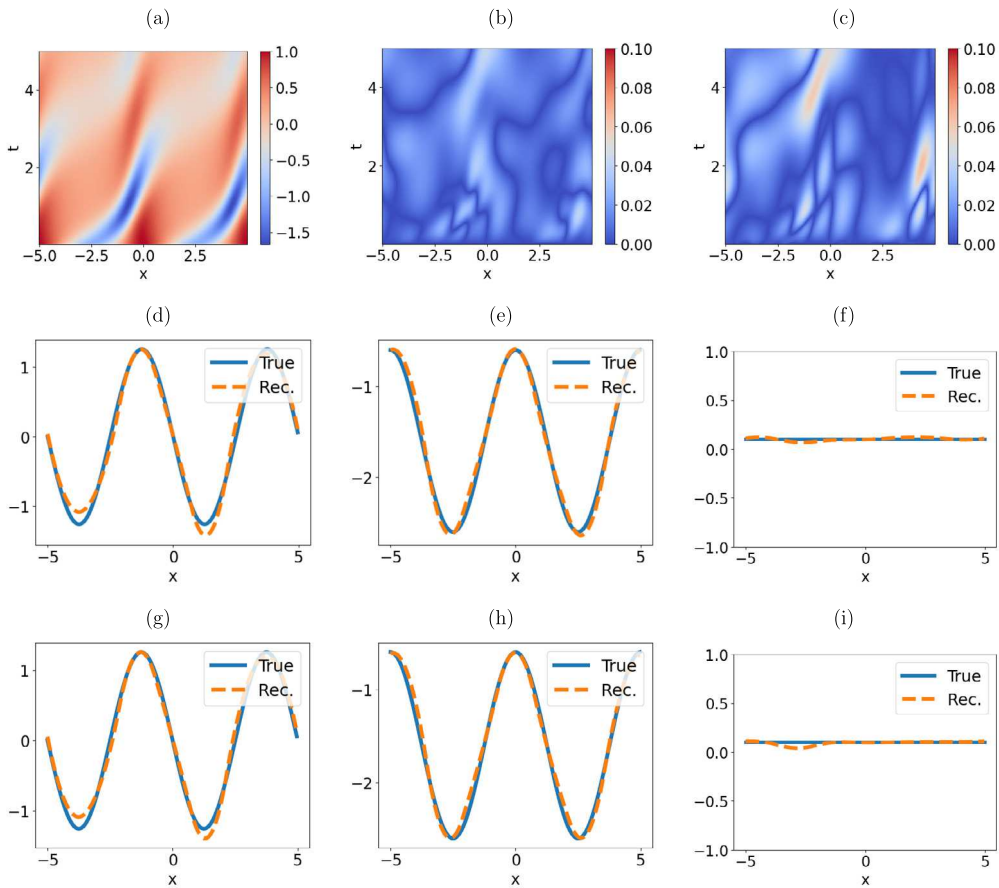 (a) (b) (c)
1.0 0.10 0.10
4 0.5 4 0.08 4 0.08
0.0 0.06 0.06
t −0.5 t t
2 2 0.04 2 0.04
−1.0 0.02 0.02
−1.5 0.00 0.00
−5.0 −2.5 0.0 2.5 −5.0 −2.5 0.0 2.5 −5.0 −2.5 0.0 2.5
x x x
(d) (e) (f)
1 True −1 True 1.0 True
Rec. Rec. 0.5 Rec.
0 0.0
−1 −2 −0.5
−1.0
−5 0 5 −5 0 5 −5 0 5
x x x
(g) (h) (i)
1 True −1 True 1.0 True
Rec. Rec. 0.5 Rec.
0 0.0
−1 −2 −0.5
−1.0
−5 0 5 −5 0 5 −5 0 5
x x x